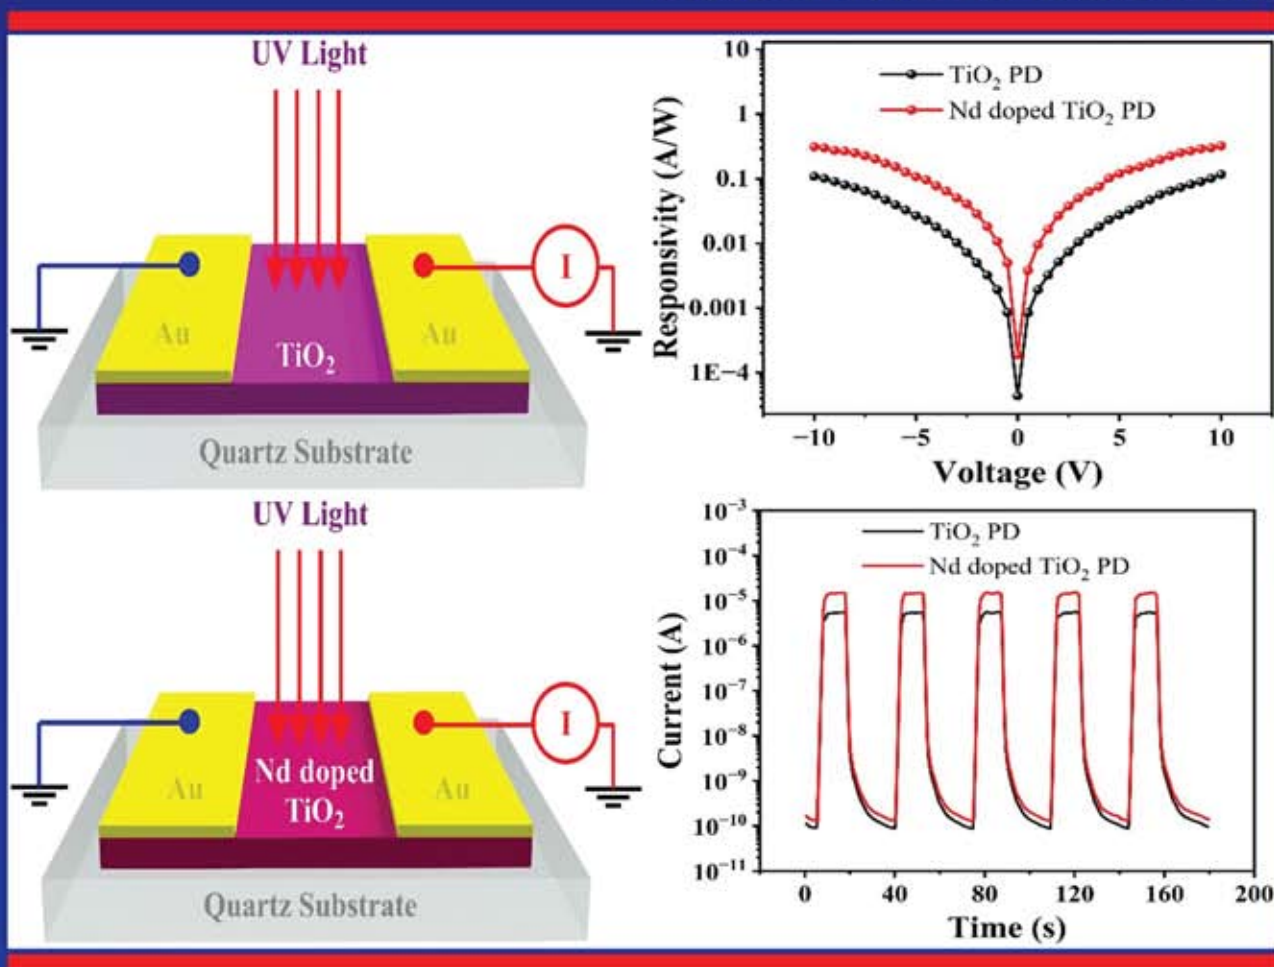 UV Light
Au
TiO₂
Au
I
Quartz Substrate
10
1
0.1
0.01
0.001
1E−4
Responsivity (A/W)
TiO₂ PD
Nd doped TiO₂ PD
−10
−5
0
5
10
Voltage (V)
UV Light
Au
Nd doped
TiO₂
Au
I
Quartz Substrate
10⁻³
10⁻⁴
10⁻⁵
10⁻⁶
10⁻⁷
10⁻⁸
10⁻⁹
10⁻¹⁰
10⁻¹¹
Current (A)
TiO₂ PD
Nd doped TiO₂ PD
0
40
80
120
160
200
Time (s)